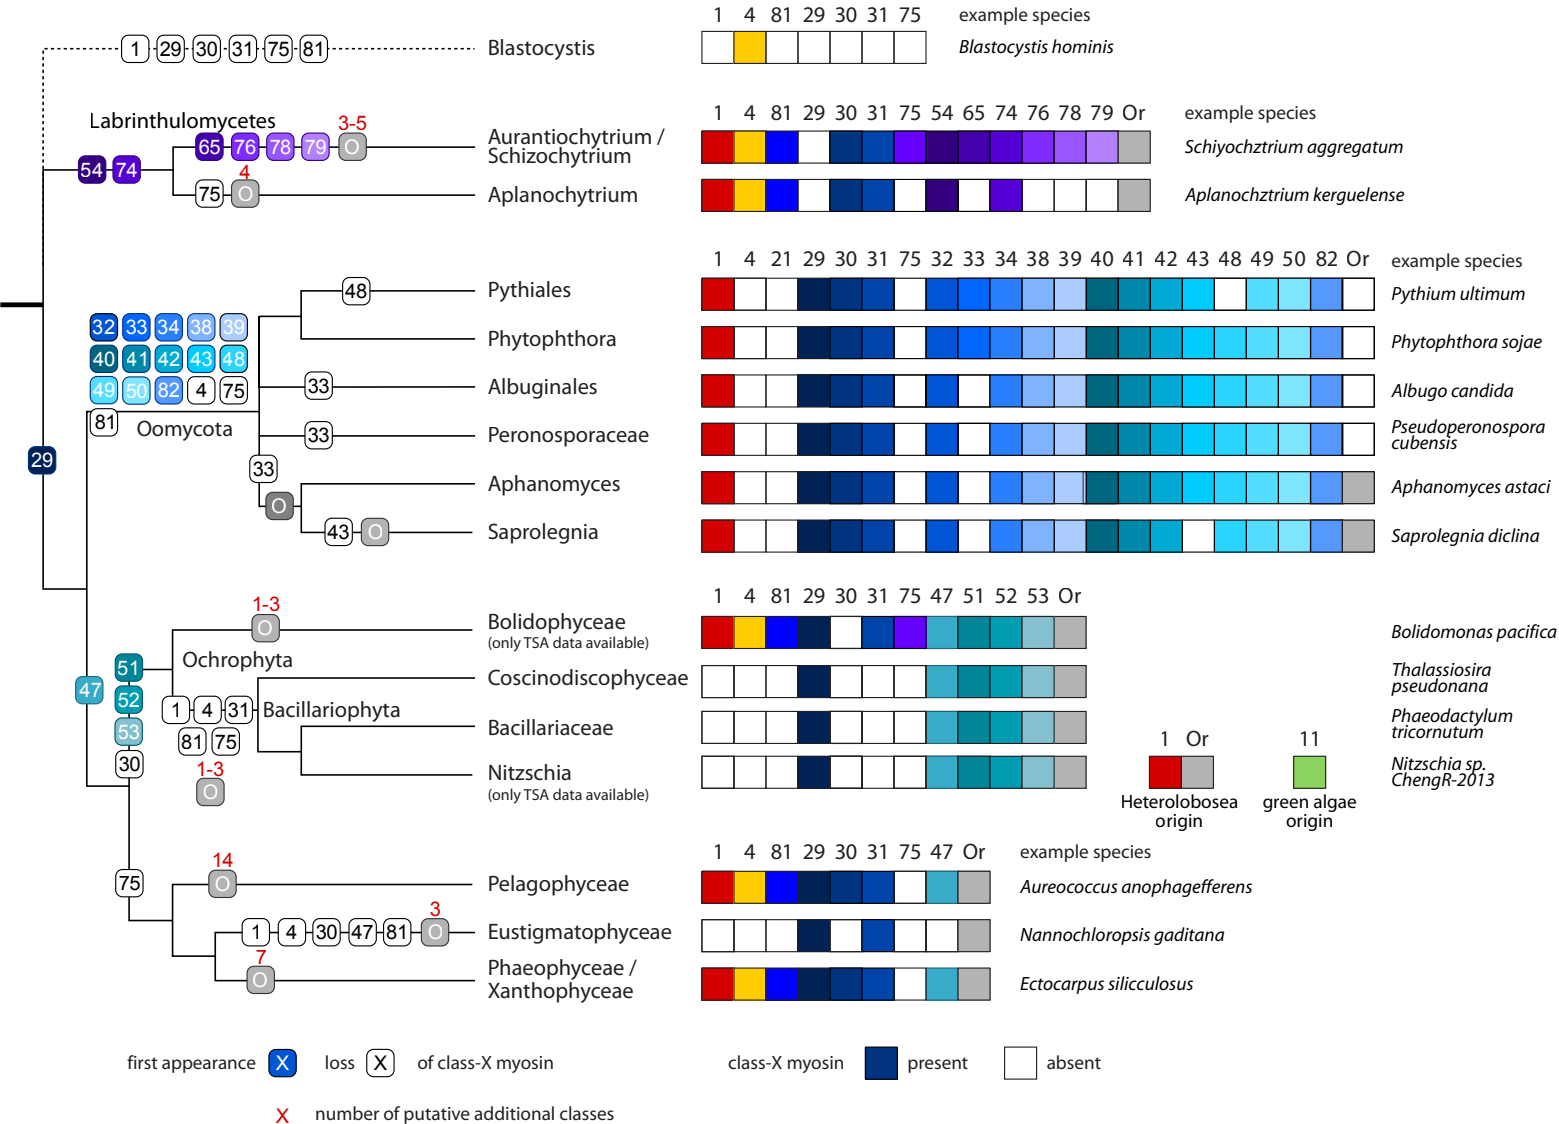 1 4 81 29 30 31 75 example species
1 29 30 31 75 81 Blastocystis Blastocystis hominis
Labrinthulomycetes 3-5 1 4 81 29 30 31 75 54 65 74 76 78 79 Or example species
65 76 78 79 O Aurantiochytrium /
Schizochytrium Schiyochztrium aggregatum
54 74
4
75 O Aplanochytrium Aplanochztrium kerguelense
1 4 21 29 30 31 75 32 33 34 38 39 40 41 42 43 48 49 50 82 Or example species
48 Pythiales Pythium ultimum
32 33 34 38 39
40 41 42 43 48
49 50 82 4 75
81 Oomycota
Phytophthora Phytophthora sojae
33 Albuginales Albugo candida
33 Peronosporaceae Pseudoperonospora
cubensis
29
33
O
Aphanomyces Aphanomyces astaci
43 O Saprolegnia Saprolegnia diclina
1 4 81 29 30 31 75 47 51 52 53 Or
1-3
O Bolidophyceae Bolidomonas pacifica
(only TSA data available)
51 Ochrophyta
52
53
30
47
Coscinodiscophyceae Thalassiosira
pseudonana
1 4 31 Bacillariophyta
81 75
1-3
O
Bacillariaceae Phaeodactylum
tricornutum
Nitzschia Nitzschia sp.
ChengR-2013
(only TSA data available)
1 Or 11
Heterolobosea
origin
green algae
origin
1 4 81 29 30 31 75 47 Or example species
75
14
O Pelagophyceae Aureococcus anophagefferens
3
1 4 30 47 81 O Eustigmatophyceae Nannochloropsis gaditana
7
O Phaeophyceae /
Xanthophyceae Ectocarpus silicculosus
first appearance X loss X of class-X myosin class-X myosin present absent
X number of putative additional classes